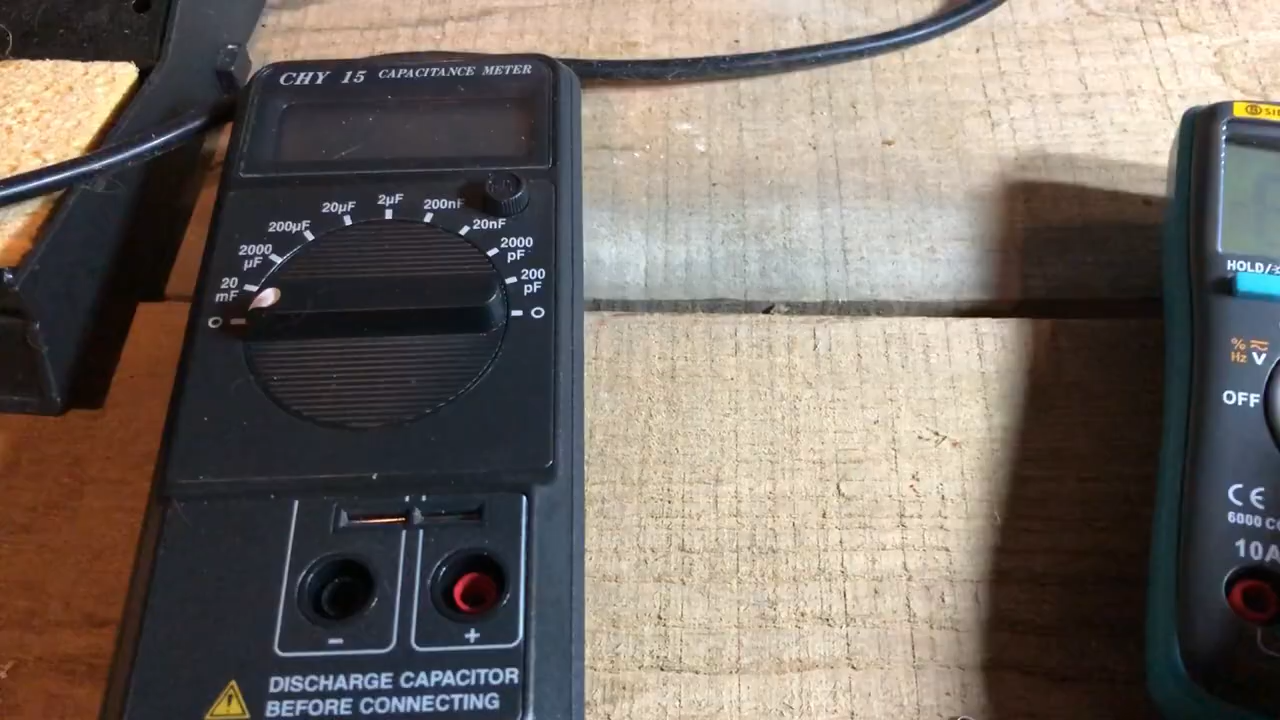 CHY 15 CAPACITANCE METER
2µF
20µF
200nF
200µF
20nF
2000
µF
2000
pF
20
mF
200
pF
HOLD/
%
Hz V
OFF
CE
6000
10A
- +
DISCHARGE CAPACITOR
BEFORE CONNECTING